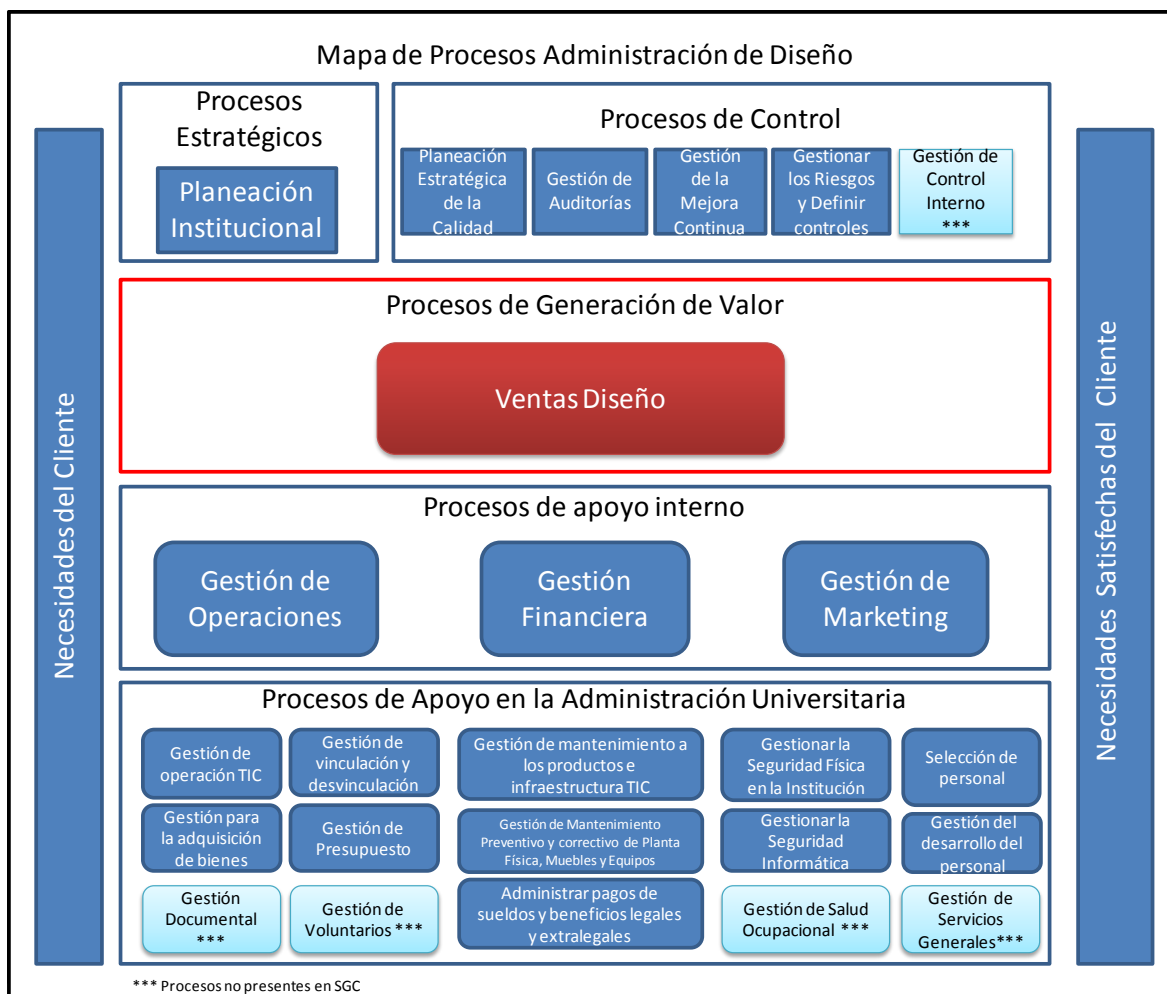 Mapa de Procesos Administración de Diseño
Procesos
Estratégicos
Planeación
Institucional
Procesos de Control
Planeación
Estratégica
de la
Calidad
Gestión de
Auditorías
Gestión
de la
Mejora
Continua
Gestionar
los Riesgos
y Definir
controles
Gestión de
Control
Interno
***
Necesidades del Cliente
Procesos de Generación de Valor
Ventas Diseño
Procesos de apoyo interno
Gestión de
Operaciones
Gestión
Financiera
Gestión de
Marketing
Procesos de Apoyo en la Administración Universitaria
Gestión de
operación TIC
Gestión de
vinculación y
desvinculación
Gestión de mantenimiento a
los productos e
infraestructura TIC
Gestionar la
Seguridad Física
en la Institución
Selección de
personal
Gestión para
la adquisición
de bienes
Gestión de
Presupuesto
Gestión de Mantenimiento
Preventivo y correctivo de Planta
Física, Muebles y Equipos
Gestionar la
Seguridad
Informática
Gestión del
desarrollo del
personal
Gestión
Documental
***
Gestión de
Voluntarios ***
Administrar pagos de
sueldos y beneficios legales
y extralegales
Gestión de Salud
Ocupacional ***
Gestión de
Servicios
Generales***
Necesidades Satisfechas del Cliente
*** Procesos no presentes en SGC